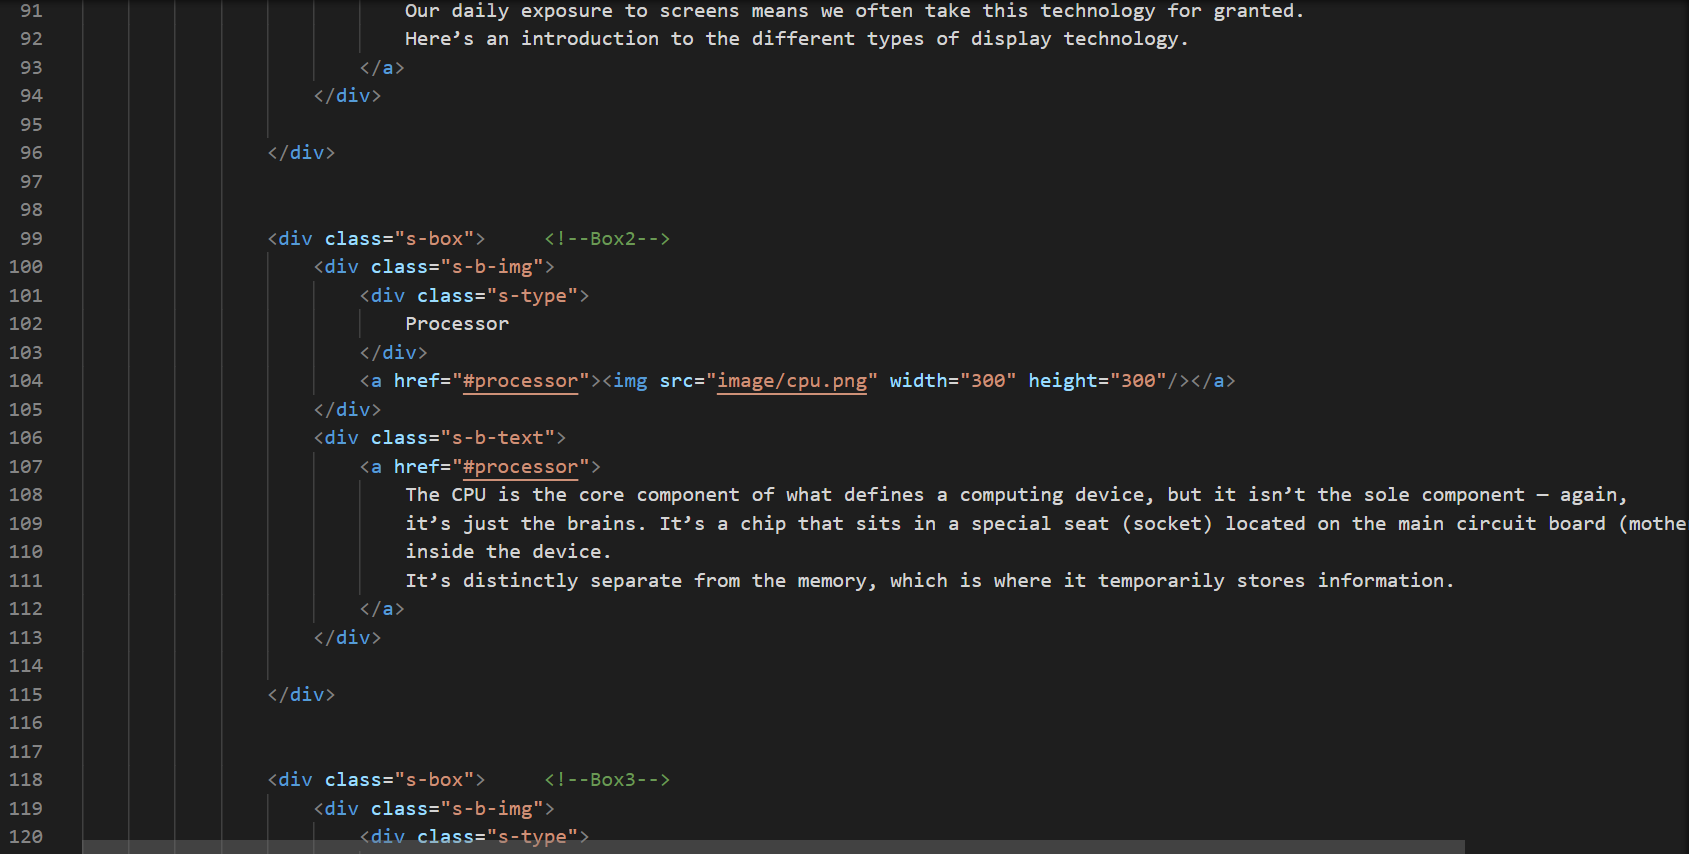 91 Our daily exposure to screens means we often take this technology for granted.
92 Here’s an introduction to the different types of display technology.
93 </a>
94 </div>
95
96 </div>
97
98
99 <div class="s-box"> <!--Box2-->
100 <div class="s-b-img">
101 <div class="s-type">
102 Processor
103 </div>
104 <a href="#processor"><img src="image/cpu.png" width="300" height="300"/></a>
105 </div>
106 <div class="s-b-text">
107 <a href="#processor">
108 The CPU is the core component of what defines a computing device, but it isn’t the sole component — again,
109 it’s just the brains. It’s a chip that sits in a special seat (socket) located on the main circuit board (mothe
110 inside the device.
111 It’s distinctly separate from the memory, which is where it temporarily stores information.
112 </a>
113 </div>
114
115 </div>
116
117
118 <div class="s-box"> <!--Box3-->
119 <div class="s-b-img">
120 <div class="s-type">